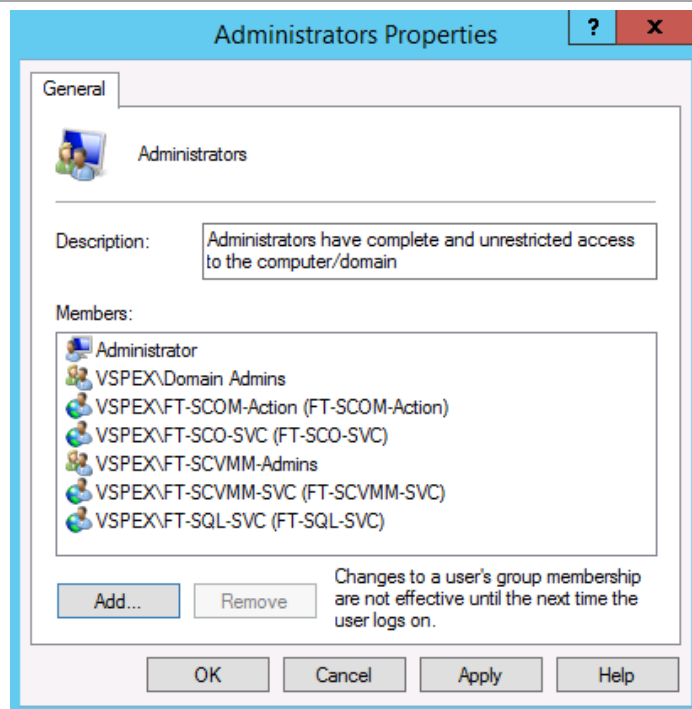 Administrators Properties
?
x
General
Administrators
Description:
Administrators have complete and unrestricted access
to the computer/domain
Members:
Administrator
VSPEX\Domain Admins
VSPEX\FT-SCOM-Action (FT-SCOM-Action)
VSPEX\FT-SCO-SVC (FT-SCO-SVC)
VSPEX\FT-SCVMM-Admins
VSPEX\FT-SCVMM-SVC (FT-SCVMM-SVC)
VSPEX\FT-SQL-SVC (FT-SQL-SVC)
Add...
Remove
Changes to a user's group membership
are not effective until the next time the
user logs on.
OK
Cancel
Apply
Help